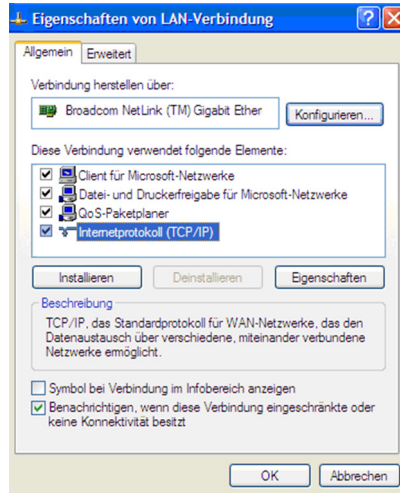 Eigenschaften von LAN-Verbindung
Allgemein Erweitert
Verbindung herstellen über:
Broadcom NetLink (TM) Gigabit Ether Konfigurieren...
Diese Verbindung verwendet folgende Elemente:
Client für Microsoft-Netzwerke
Datei- und Druckerfreigabe für Microsoft-Netzwerke
QoS-Paketplaner
Internetprotokoll (TCP/IP)
Installieren Deinstallieren Eigenschaften
Beschreibung
TCP/IP, das Standardprotokoll für WAN-Netzwerke, das den
Datenaustausch über verschiedene, miteinander verbundene
Netzwerke ermöglicht.
Symbol bei Verbindung im Infobereich anzeigen
Benachrichtigen, wenn diese Verbindung eingeschränkte oder
keine Konnektivität besitzt
OK Abbrechen